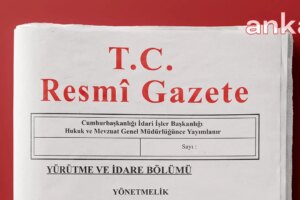 anka
T.C.
Resmî Gazete
Cumhurbaşkanlığı İdari İşler Başkanlığı
Hukuk ve Mevzuat Genel Müdürlüğünce Yayımlanır
Sayı :
YÜRÜTME VE İDARE BÖLÜMÜ
YÖNETMELİK